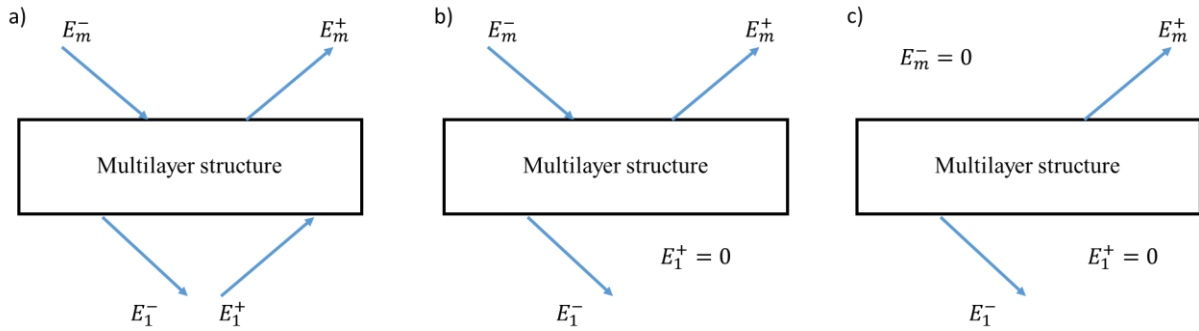 a)
$E_m^-$ $E_m^+$
Multilayer structure
$E_1^-$ $E_1^+$
b)
$E_m^-$ $E_m^+$
Multilayer structure
$E_1^+ = 0$
$E_1^-$
c)
$E_m^+$
$E_m^- = 0$
Multilayer structure
$E_1^+ = 0$
$E_1^-$